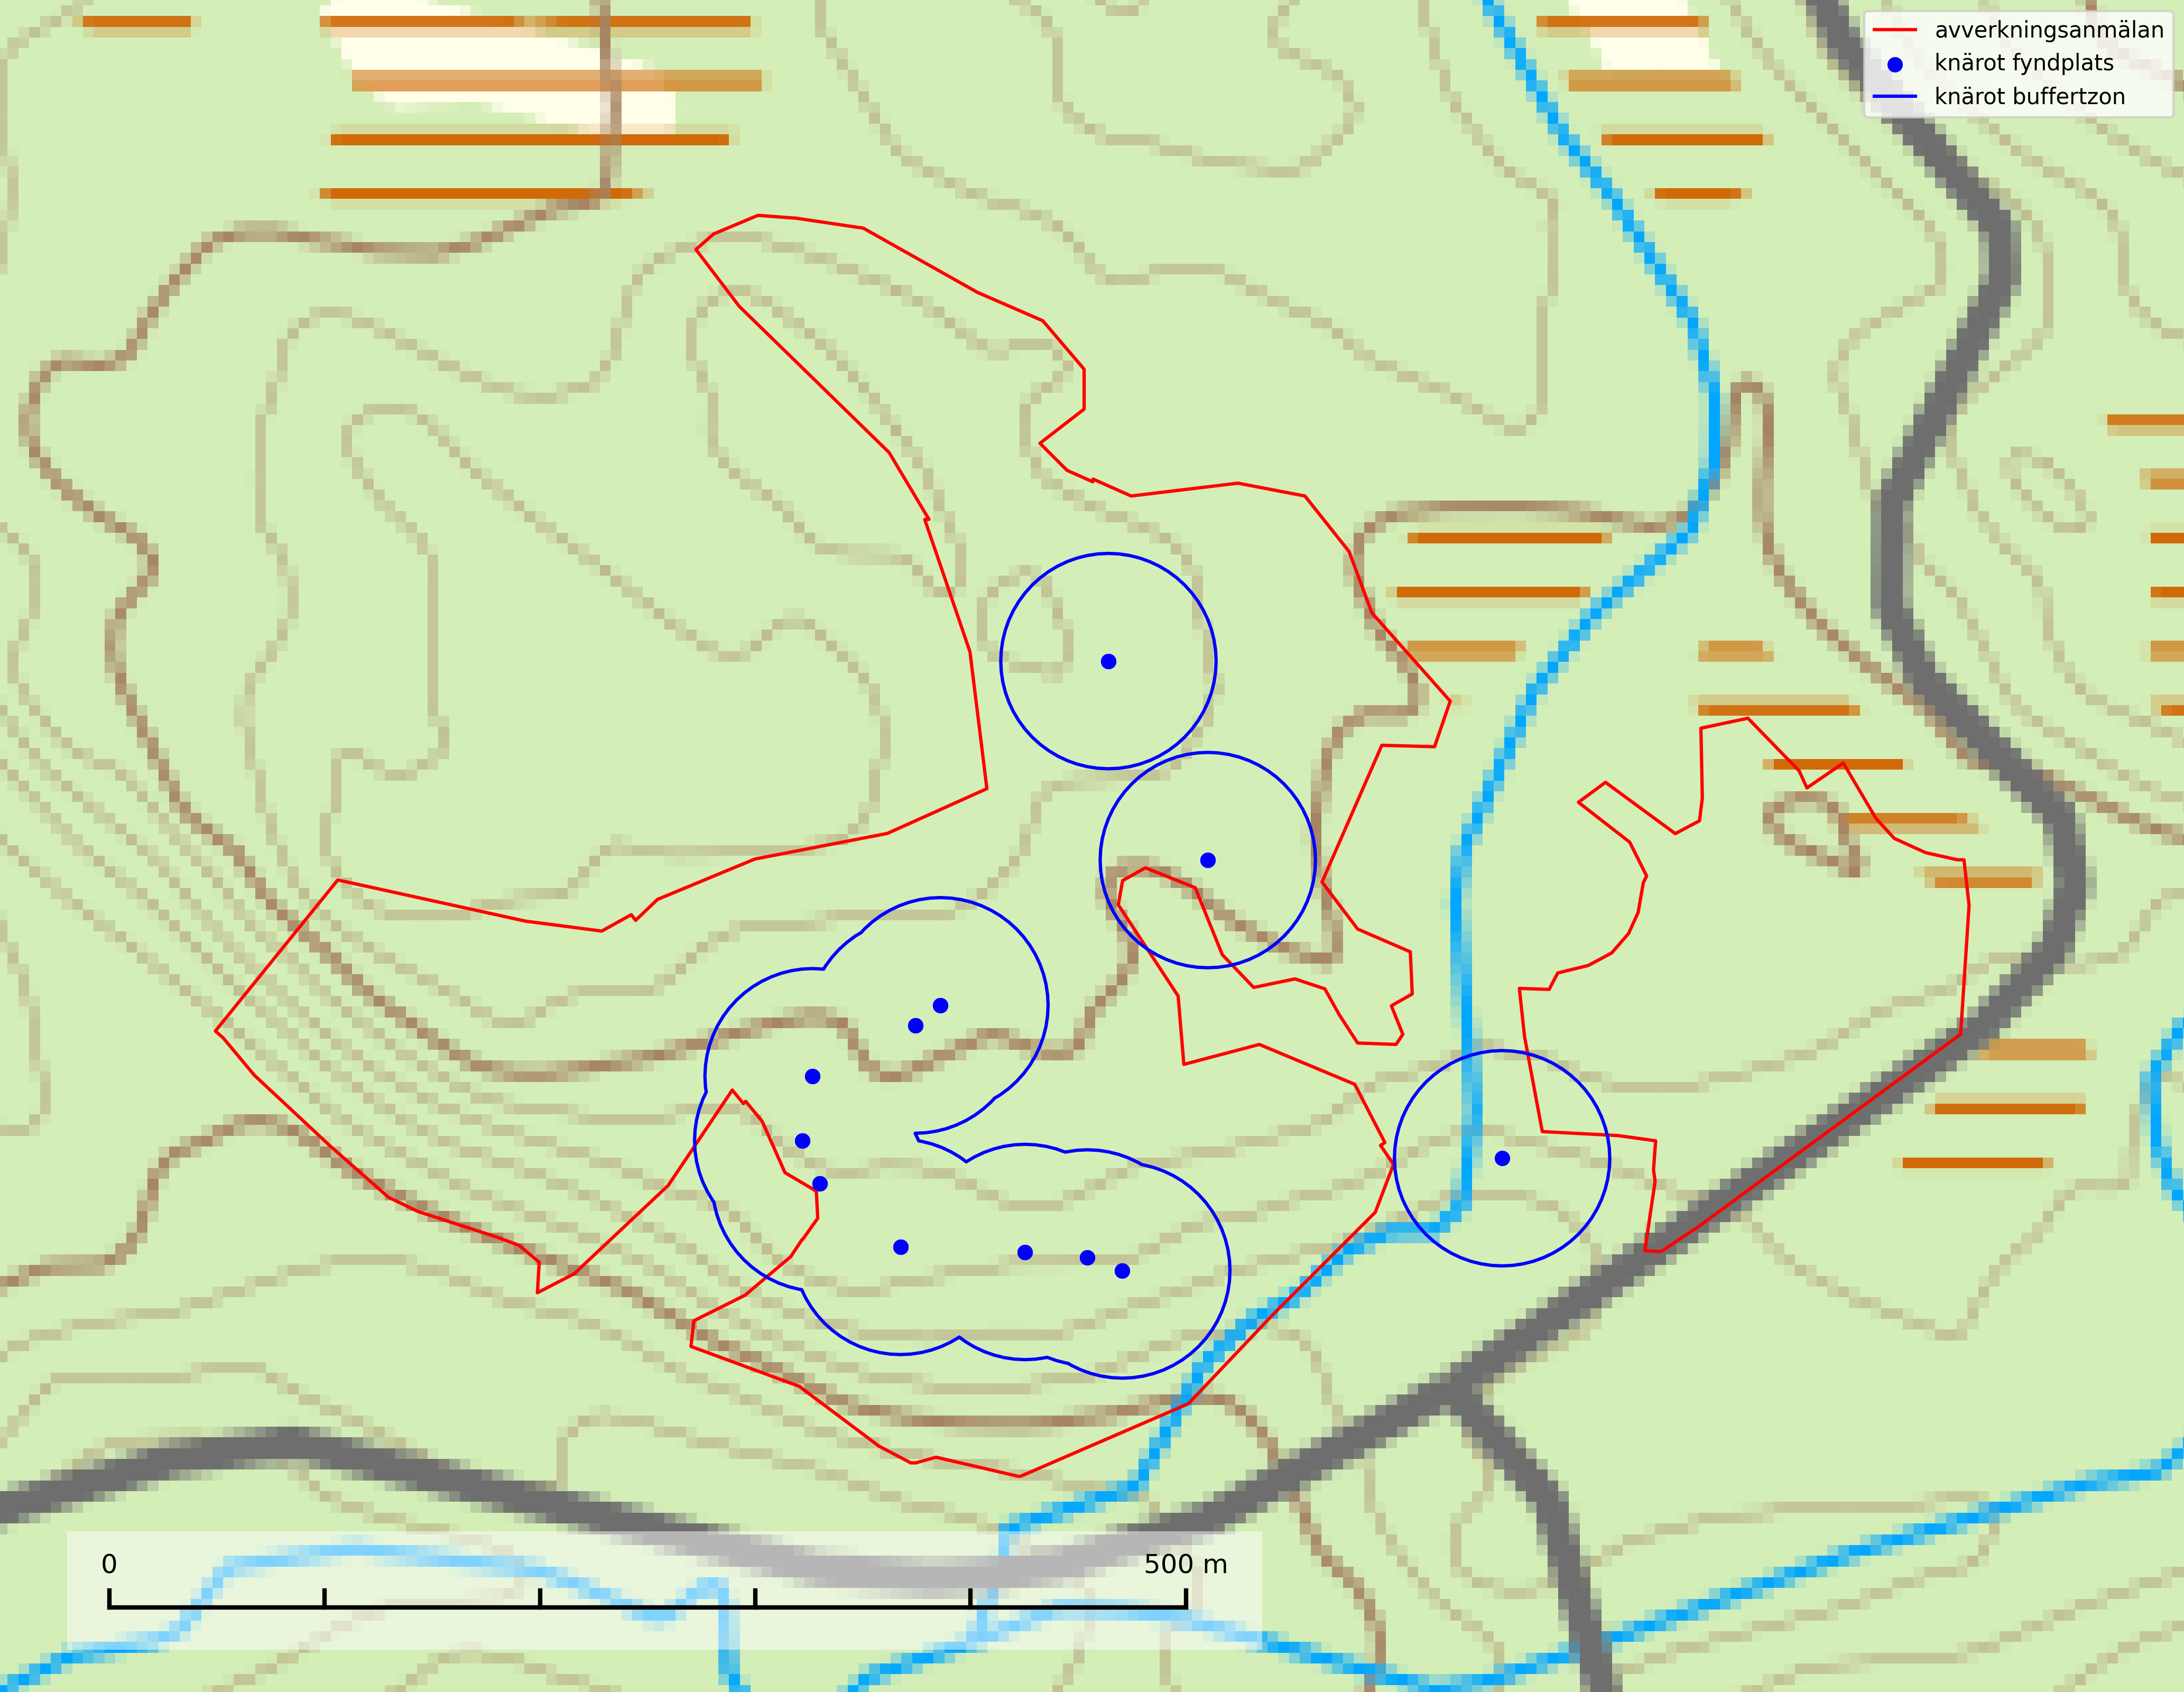 avverkningsanmälan
knärot fyndplats
knärot buffertzon
0
500 m